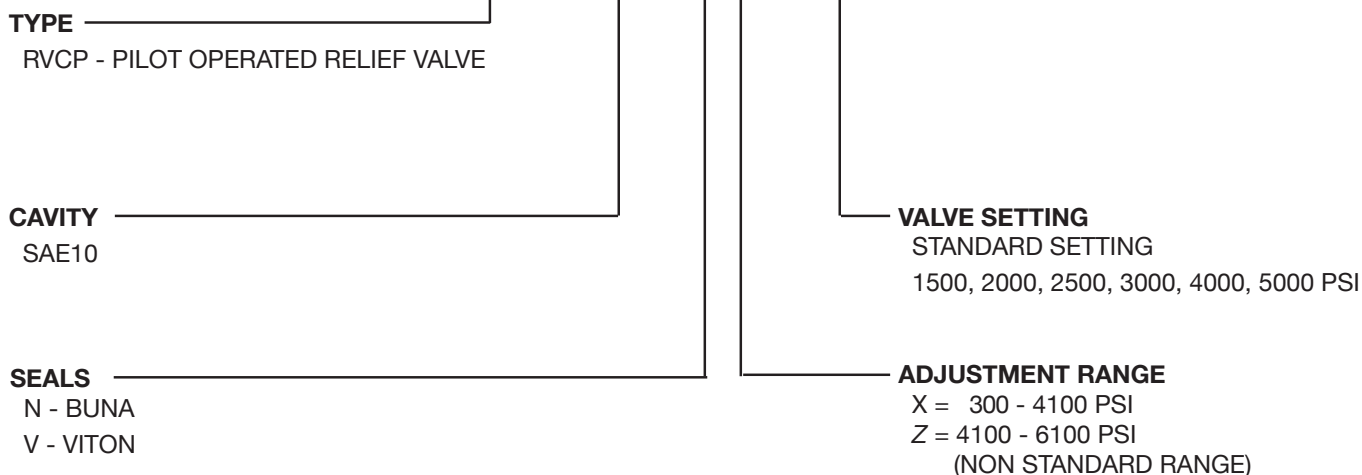 TYPE
RVCP - PILOT OPERATED RELIEF VALVE
CAVITY
SAE10
SEALS
N - BUNA
V - VITON
VALVE SETTING
STANDARD SETTING
1500, 2000, 2500, 3000, 4000, 5000 PSI
ADJUSTMENT RANGE
X = 300 - 4100 PSI
Z = 4100 - 6100 PSI
(NON STANDARD RANGE)